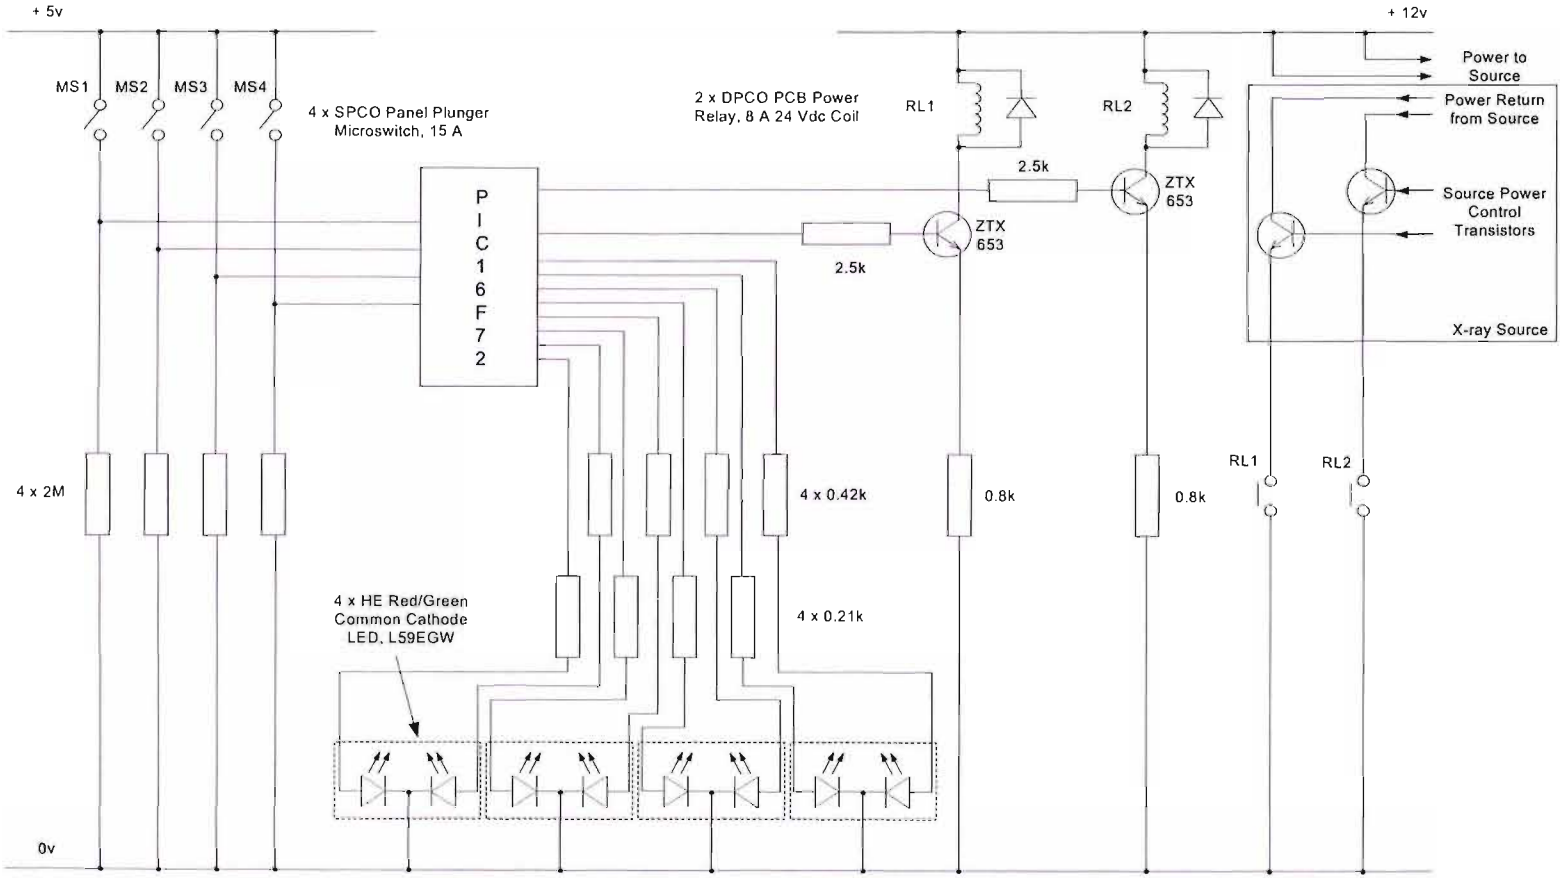 + 5v
+ 12v
MS1
MS2
MS3
MS4
4 x SPCO Panel Plunger
Microswitch, 15 A
2 x DPCO PCB Power
Relay, 8 A 24 Vdc Coil
RL1
RL2
Power to
Source
Power Return
from Source
2.5k
ZTX
653
Source Power
Control
Transistors
P
I
C
1
6
F
7
2
ZTX
653
2.5k
X-ray Source
RL1
RL2
4 x 2M
4 x 0.42k
0.8k
0.8k
4 x HE Red/Green
Common Cathode
LED, L59EGW
4 x 0.21k
0v